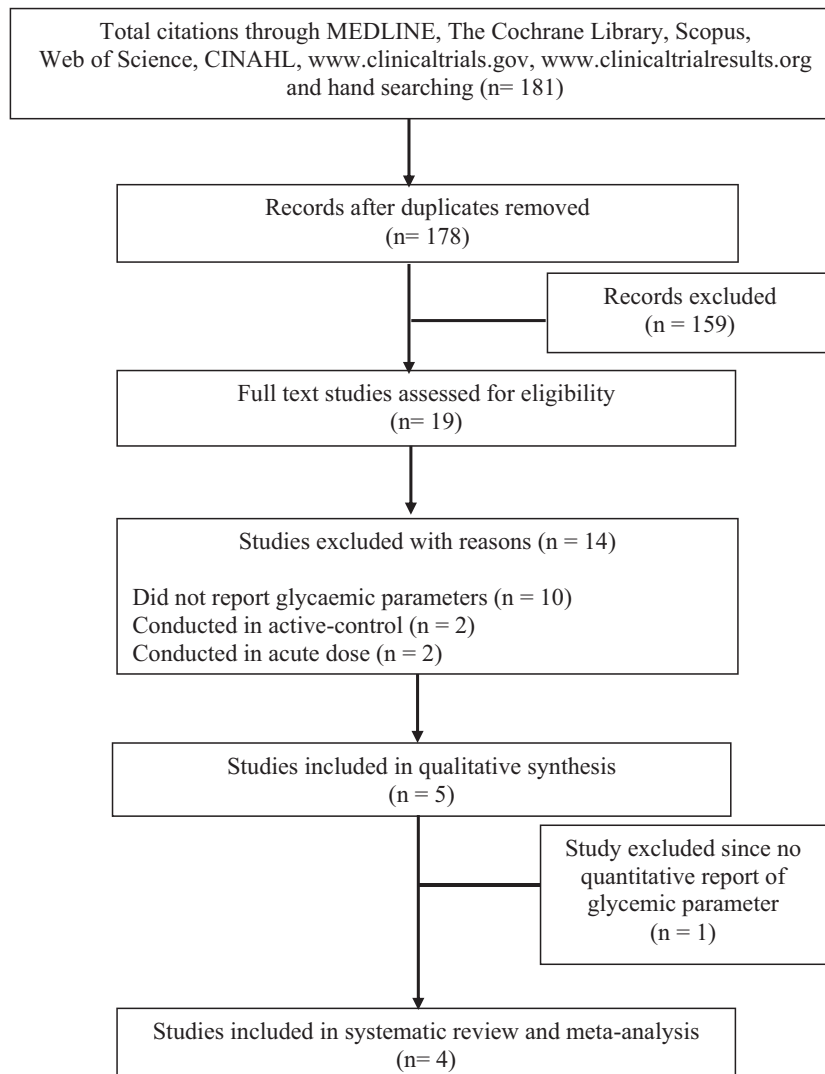 Total citations through MEDLINE, The Cochrane Library, Scopus,
Web of Science, CINAHL, www.clinicaltrials.gov, www.clinicaltrialresults.org
and hand searching (n= 181)
Records after duplicates removed
(n= 178)
Records excluded
(n = 159)
Full text studies assessed for eligibility
(n= 19)
Studies excluded with reasons (n = 14)
Did not report glycaemic parameters (n = 10)
Conducted in active-control (n = 2)
Conducted in acute dose (n = 2)
Studies included in qualitative synthesis
(n = 5)
Study excluded since no
quantitative report of
glycemic parameter
(n = 1)
Studies included in systematic review and meta-analysis
(n= 4)